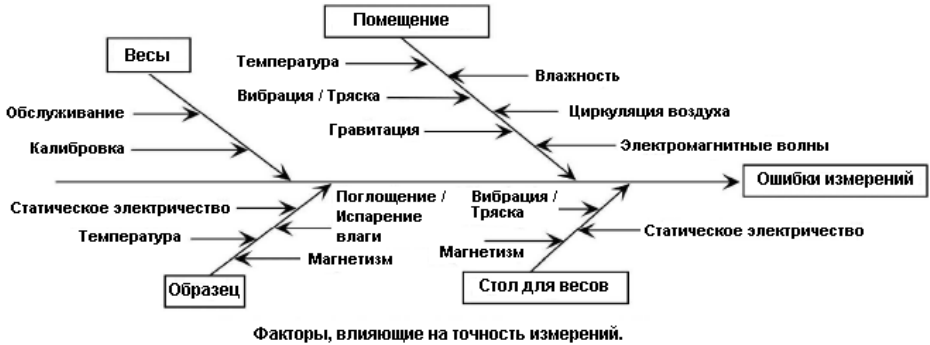 Помещение
Весы
Температура
Влажность
Вибрация / Тряска
Обслуживание
Циркуляция воздуха
Гравитация
Калибровка
Электромагнитные волны
Ошибки измерений
Поглощение /
Испарение
влаги
Статическое электричество
Температура
Магнетизм
Образец
Вибрация /
Тряска
Статическое электричество
Магнетизм
Стол для весов
Факторы, влияющие на точность измерений.